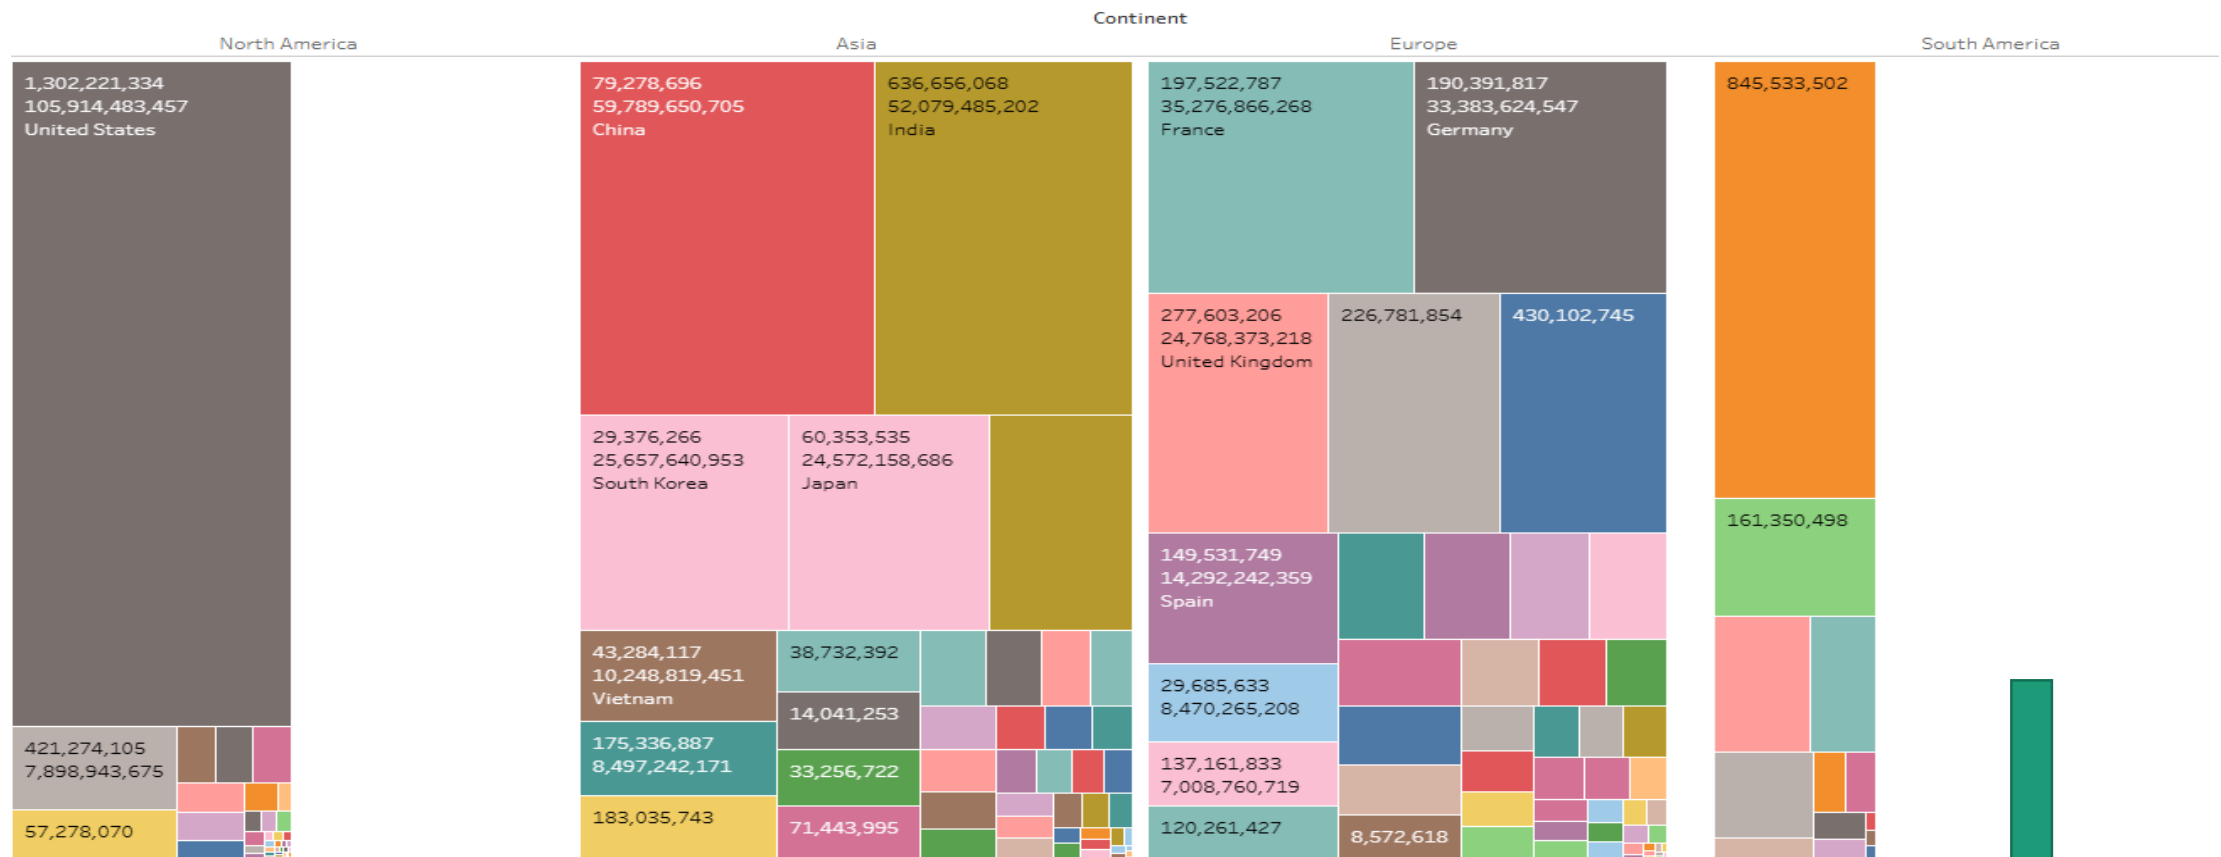 Continent
North America
Asia
Europe
South America
1,302,221,334
105,914,483,457
United States
421,274,105
7,898,943,675
57,278,070
79,278,696
59,789,650,705
China
636,656,068
52,079,485,202
India
29,376,266
25,657,640,953
South Korea
60,353,535
24,572,158,686
Japan
43,284,117
10,248,819,451
Vietnam
38,732,392
14,041,253
175,336,887
8,497,242,171
33,256,722
183,035,743
71,443,995
197,522,787
35,276,866,268
France
190,391,817
33,383,624,547
Germany
277,603,206
24,768,373,218
United Kingdom
226,781,854
430,102,745
149,531,749
14,292,242,359
Spain
29,685,633
8,470,265,208
137,161,833
7,008,760,719
120,261,427
8,572,618
845,533,502
161,350,498